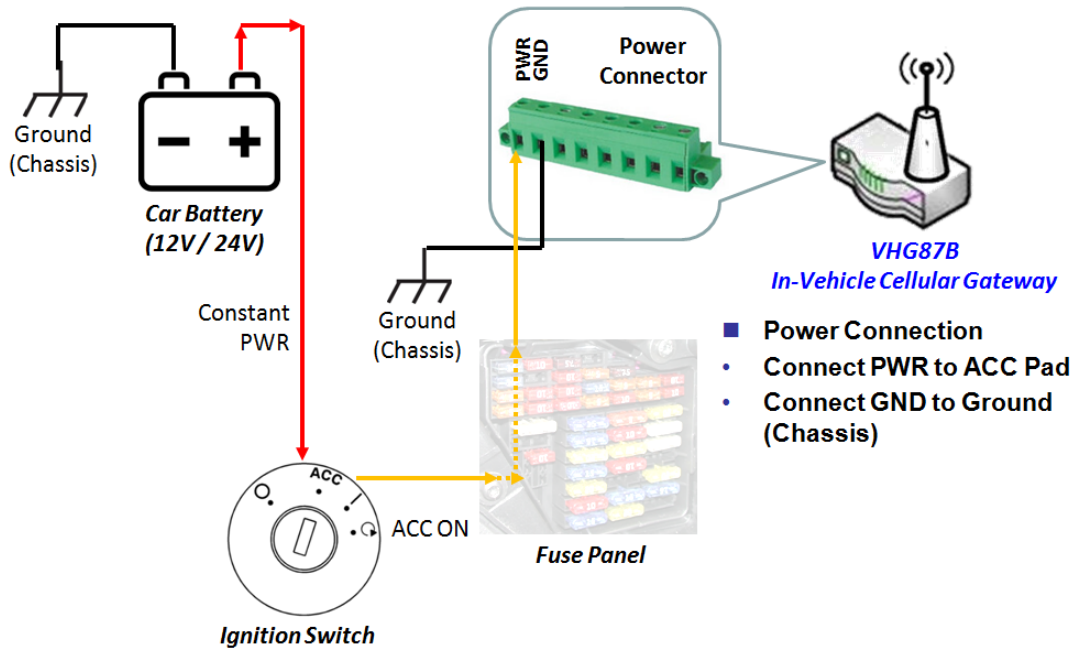 PWR
GND
Power
Connector
Ground
(Chassis)
Car Battery
(12V / 24V)
VHG87B
In-Vehicle Cellular Gateway
Constant
PWR
Ground
(Chassis)
■ Power Connection
• Connect PWR to ACC Pad
• Connect GND to Ground
(Chassis)
ACC
ACC ON
Fuse Panel
Ignition Switch